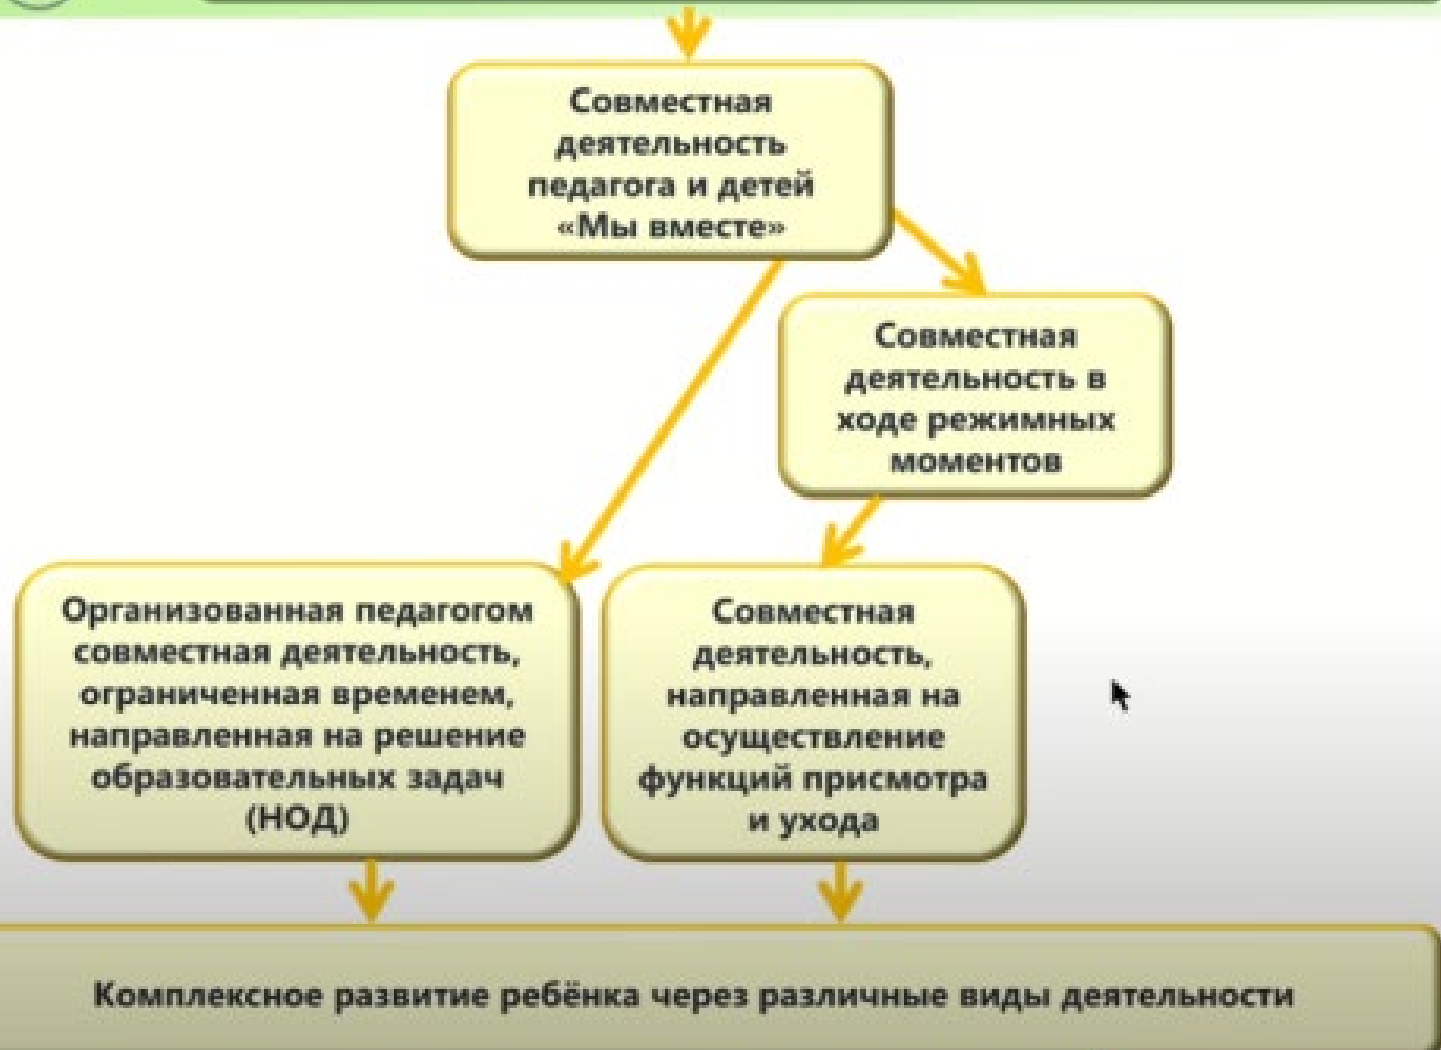 Совместная
деятельность
педагога и детей
«Мы вместе»
Совместная
деятельность в
ходе режимных
моментов
Организованная педагогом
совместная деятельность,
ограниченная временем,
направленная на решение
образовательных задач
(НОД)
Совместная
деятельность,
направленная на
осуществление
функций присмотра
и ухода
Комплексное развитие ребёнка через различные виды деятельности